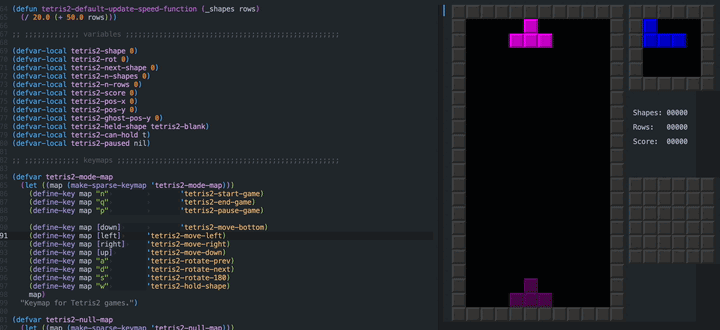 (defun tetris2-default-update-speed-function (_shapes rows)
(/ 20.0 (+ 50.0 rows)))
;; ;;;;;;;;;;;;; variables ;;;;;;;;;;;;;;;;;;;;;;;;;;;;;;;;;;;;;;;;;;;;;;;;;;;;
(defvar-local tetris2-shape 0)
(defvar-local tetris2-rot 0)
(defvar-local tetris2-next-shape 0)
(defvar-local tetris2-n-shapes 0)
(defvar-local tetris2-n-rows 0)
(defvar-local tetris2-score 0)
(defvar-local tetris2-pos-x 0)
(defvar-local tetris2-pos-y 0)
(defvar-local tetris2-ghost-pos-y 0)
(defvar-local tetris2-held-shape tetris2-blank)
(defvar-local tetris2-can-hold t)
(defvar-local tetris2-paused nil)
;; ;;;;;;;;;;;;; keymaps ;;;;;;;;;;;;;;;;;;;;;;;;;;;;;;;;;;;;;;;;;;;;;;;;;;;;
(defvar tetris2-mode-map
(let ((map (make-sparse-keymap 'tetris2-mode-map)))
(define-key map "n" 'tetris2-start-game)
(define-key map "q" 'tetris2-end-game)
(define-key map "p" 'tetris2-pause-game)
(define-key map [down] 'tetris2-move-bottom)
91 (define-key map [left] 'tetris2-move-left)
(define-key map [right] 'tetris2-move-right)
(define-key map [up] 'tetris2-move-down)
(define-key map "a" 'tetris2-rotate-prev)
(define-key map "d" 'tetris2-rotate-next)
(define-key map "s" 'tetris2-rotate-180)
(define-key map "w" 'tetris2-hold-shape)
map)
"Keymap for Tetris2 games.")
(defvar tetris2-null-map
(let ((map (make-sparse-keymap 'tetris2-null-map)))
Shapes: 00000
Rows: 00000
Score: 00000